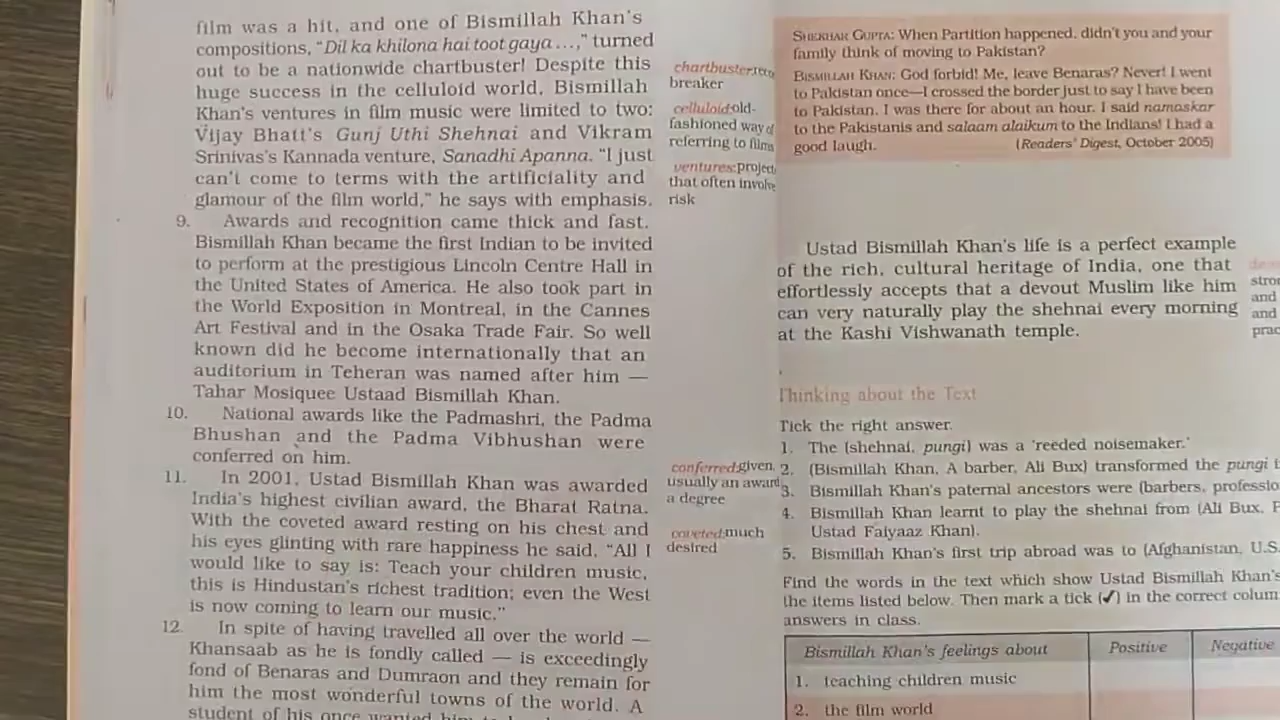 film was a hit, and one of Bismillah Khan's
compositions, "Dil ka khilona hai toot gaya ...," turned
out to be a nationwide chartbuster! Despite this
huge success in the celluloid world, Bismillah
Khan's ventures in film music were limited to two:
Vijay Bhatt's Gunj Uthi Shehnai and Vikram
Srinivas's Kannada venture, Sanadhi Apanna. "I just
can't come to terms with the artificiality and
glamour of the film world," he says with emphasis.
9. Awards and recognition came thick and fast.
Bismillah Khan became the first Indian to be invited
to perform at the prestigious Lincoln Centre Hall in
the United States of America. He also took part in
the World Exposition in Montreal, in the Cannes
Art Festival and in the Osaka Trade Fair. So well
known did he become internationally that an
auditorium in Teheran was named after him —
Tahar Mosiquee Ustaad Bismillah Khan.
10. National awards like the Padmashri, the Padma
Bhushan and the Padma Vibhushan were
conferred on him.
11. In 2001, Ustad Bismillah Khan was awarded
India's highest civilian award, the Bharat Ratna.
With the coveted award resting on his chest and
his eyes glinting with rare happiness he said, "All I
would like to say is: Teach your children music,
this is Hindustan's richest tradition; even the West
is now coming to learn our music."
12. In spite of having travelled all over the world —
Khansaab as he is fondly called — is exceedingly
fond of Benaras and Dumraon and they remain for
him the most wonderful towns of the world. A
student of his once wanted him to
chartbuster:
breaker
celluloid:old-
fashioned way of
referring to films
ventures:
that often
risk
conferred:given,
usually an award
a degree
coveted:much
desired
SHEKHAR GUPTA: When Partition happened, didn't you and your
family think of moving to Pakistan?
BISMILLAH KHAN: God forbid! Me, leave Benaras? Never! I went
to Pakistan once—I crossed the border just to say I have been
to Pakistan. I was there for about an hour. I said namaskar
to the Pakistanis and salaam alaikum to the Indians! I had a
good laugh. (Readers' Digest, October 2005)
Ustad Bismillah Khan's life is a perfect example
of the rich, cultural heritage of India, one that
effortlessly accepts that a devout Muslim like him
can very naturally play the shehnai every morning
at the Kashi Vishwanath temple.
and
and
Thinking about the Text
Tick the right answer.
1. The (shehnai, pungi) was a 'reeded noisemaker.'
2. (Bismillah Khan, A barber, Ali Bux) transformed the pungi
3. Bismillah Khan's paternal ancestors were (barbers,
4. Bismillah Khan learnt to play the shehnai from (Ali Bux,
Ustad Faiyaaz Khan).
5. Bismillah Khan's first trip abroad was to (Afghanistan, U.S.
Find the words in the text which show Ustad Bismillah Khan's
the items listed below. Then mark a tick (✓) in the correct
answers in class.
Bismillah Khan's feelings about Positive Negative
1. teaching children music
2. the film world